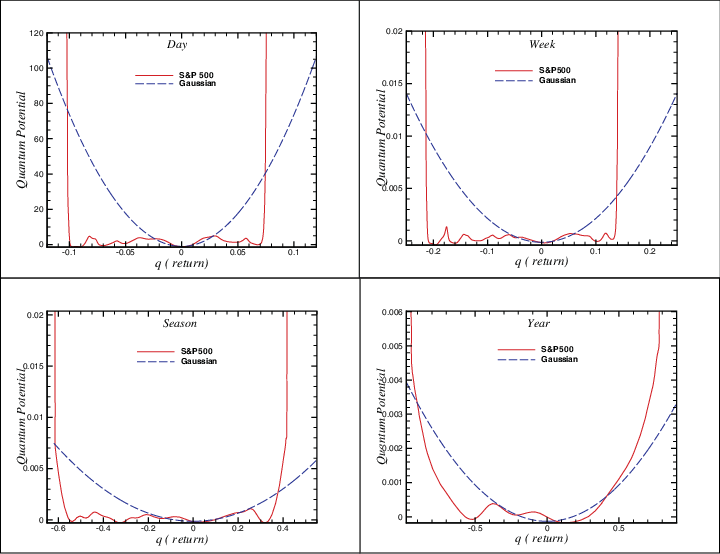 Day
S&P 500
Gaussian
Quantum Potential
120
100
80
60
40
20
0
-0.1
-0.05
0
0.05
0.1
q ( return)
Week
S&P500
Gaussian
Quantum Potential
0.02
0.015
0.01
0.005
0
-0.2
-0.1
0
0.1
0.2
q ( return)
Season
S&P500
Gaussian
Quantum Potential
0.02
0.015
0.01
0.005
0
-0.6
-0.4
-0.2
0
0.2
0.4
q ( return)
Year
S&P500
Gaussian
Quantum Potential
0.006
0.005
0.004
0.003
0.002
0.001
0
-0.5
0
0.5
q ( return)